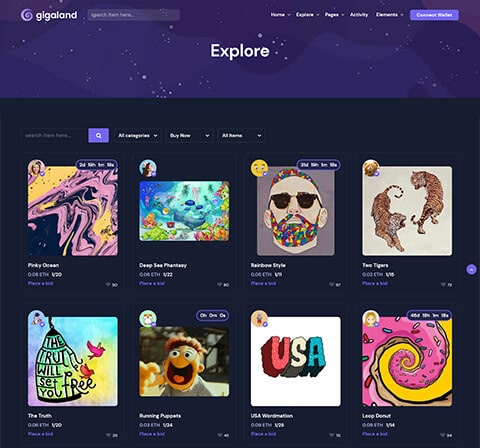 gigaland
search item here...
Home
Explore
Pages
Activity
Elements
Connect Wallet
Explore
search item here...
All categories
Buy Now
All Items
2d 19h 1m 18s
31d 19h 1m 18s
Pinky Ocean
0.08 ETH 1/20
Place a bid
50
Deep Sea Phantasy
0.06 ETH 1/22
Place a bid
80
Rainbow Style
0.05 ETH 1/11
Place a bid
97
Two Tigers
0.02 ETH 1/15
Place a bid
73
THE TRUTH WILL SET YOU FREE
0h 0m 0s
USA
46d 19h 1m 18s
The Truth
0.06 ETH 1/20
Place a bid
26
Running Puppets
0.03 ETH 1/24
Place a bid
45
USA Wordmation
0.09 ETH 1/25
Place a bid
76
Loop Donut
0.09 ETH 1/14
Place a bid
94